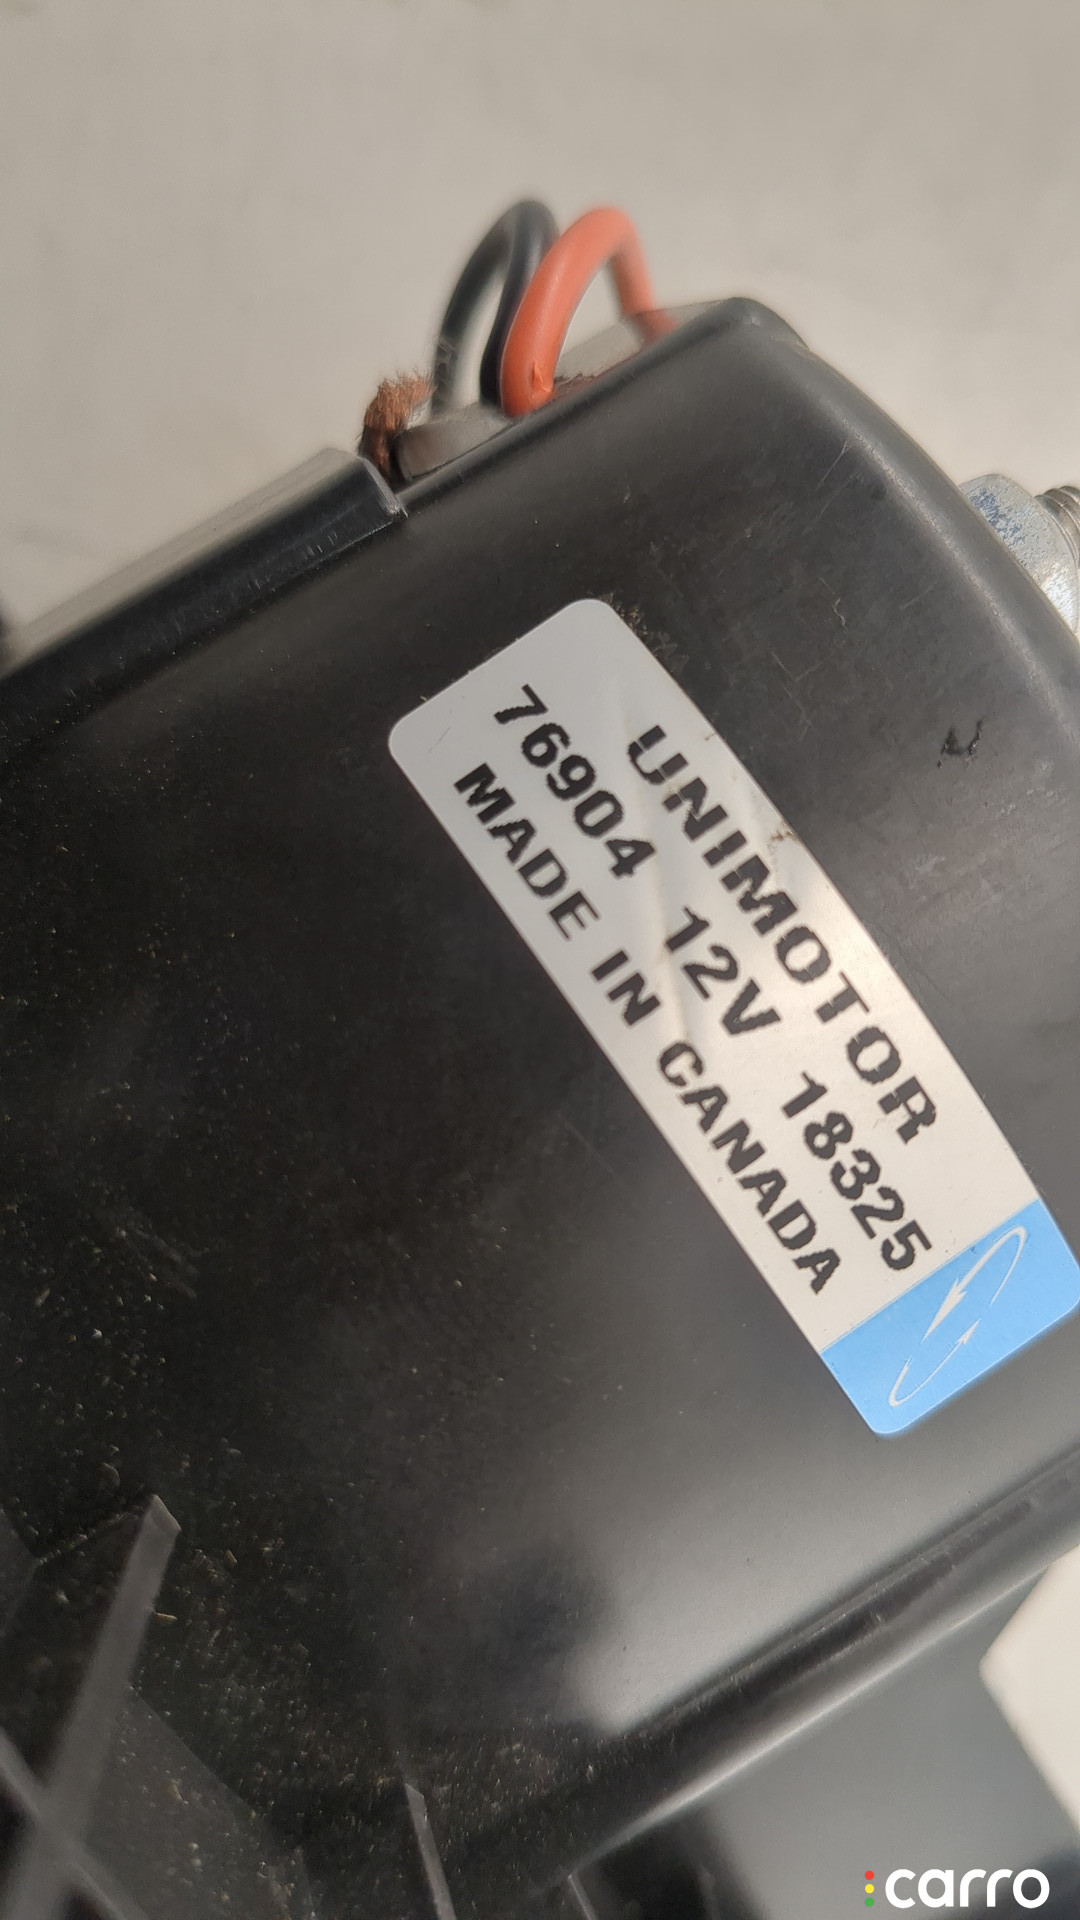 UNIMOTOR
76904 12V 18325
MADE IN CANADA
carro